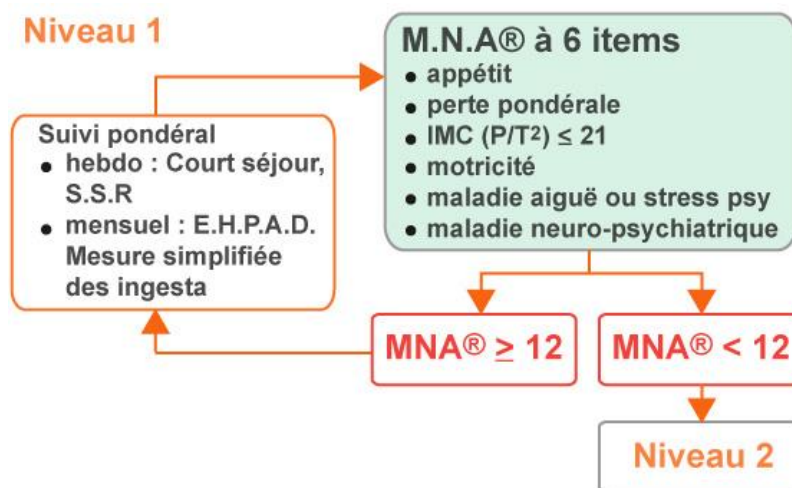 Niveau 1
M.N.A® à 6 items
• appétit
• perte pondérale
• IMC (P/T²) ≤ 21
• motricité
• maladie aiguë ou stress psy
• maladie neuro-psychiatrique
Suivi pondéral
• hebdo : Court séjour,
S.S.R
• mensuel : E.H.P.A.D.
Mesure simplifiée
des ingesta
MNA® ≥ 12
MNA® < 12
Niveau 2